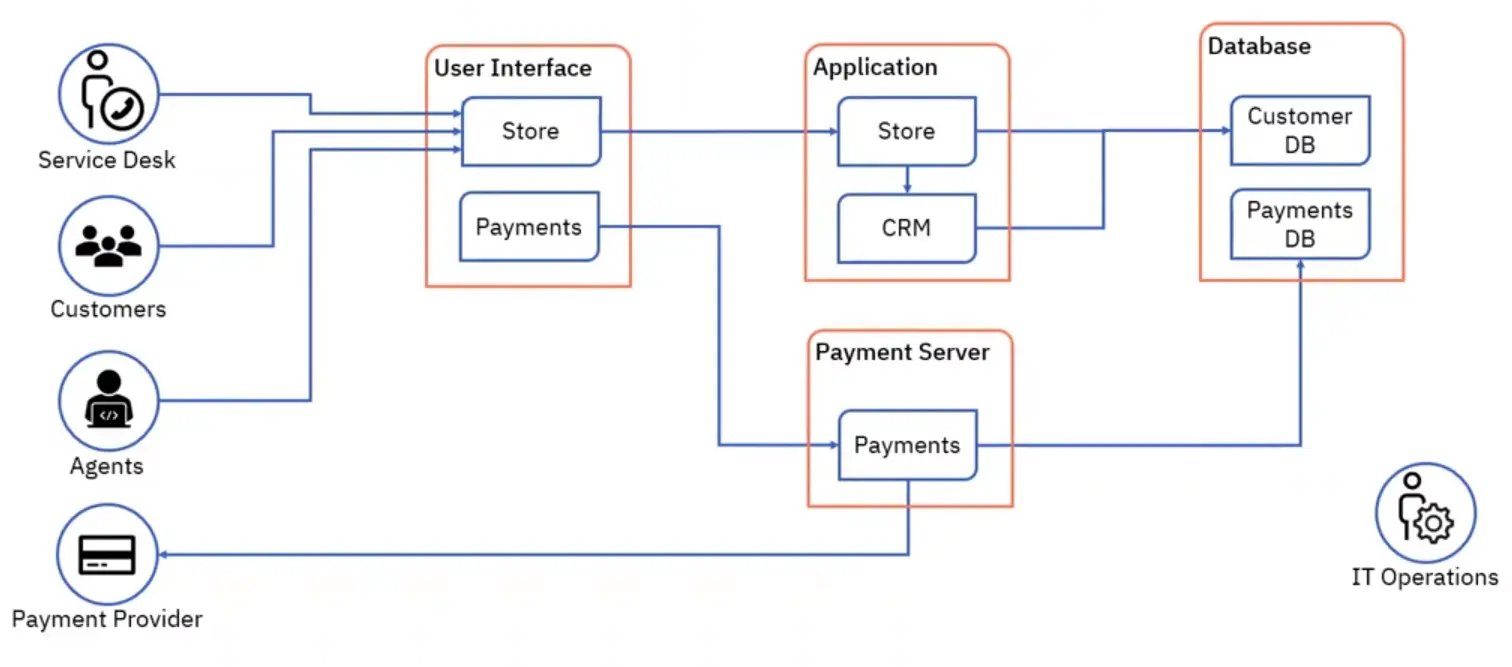 Service Desk
Customers
Agents
Payment Provider
User Interface
Store
Payments
Application
Store
CRM
Payment Server
Payments
Database
Customer
DB
Payments
DB
IT Operations